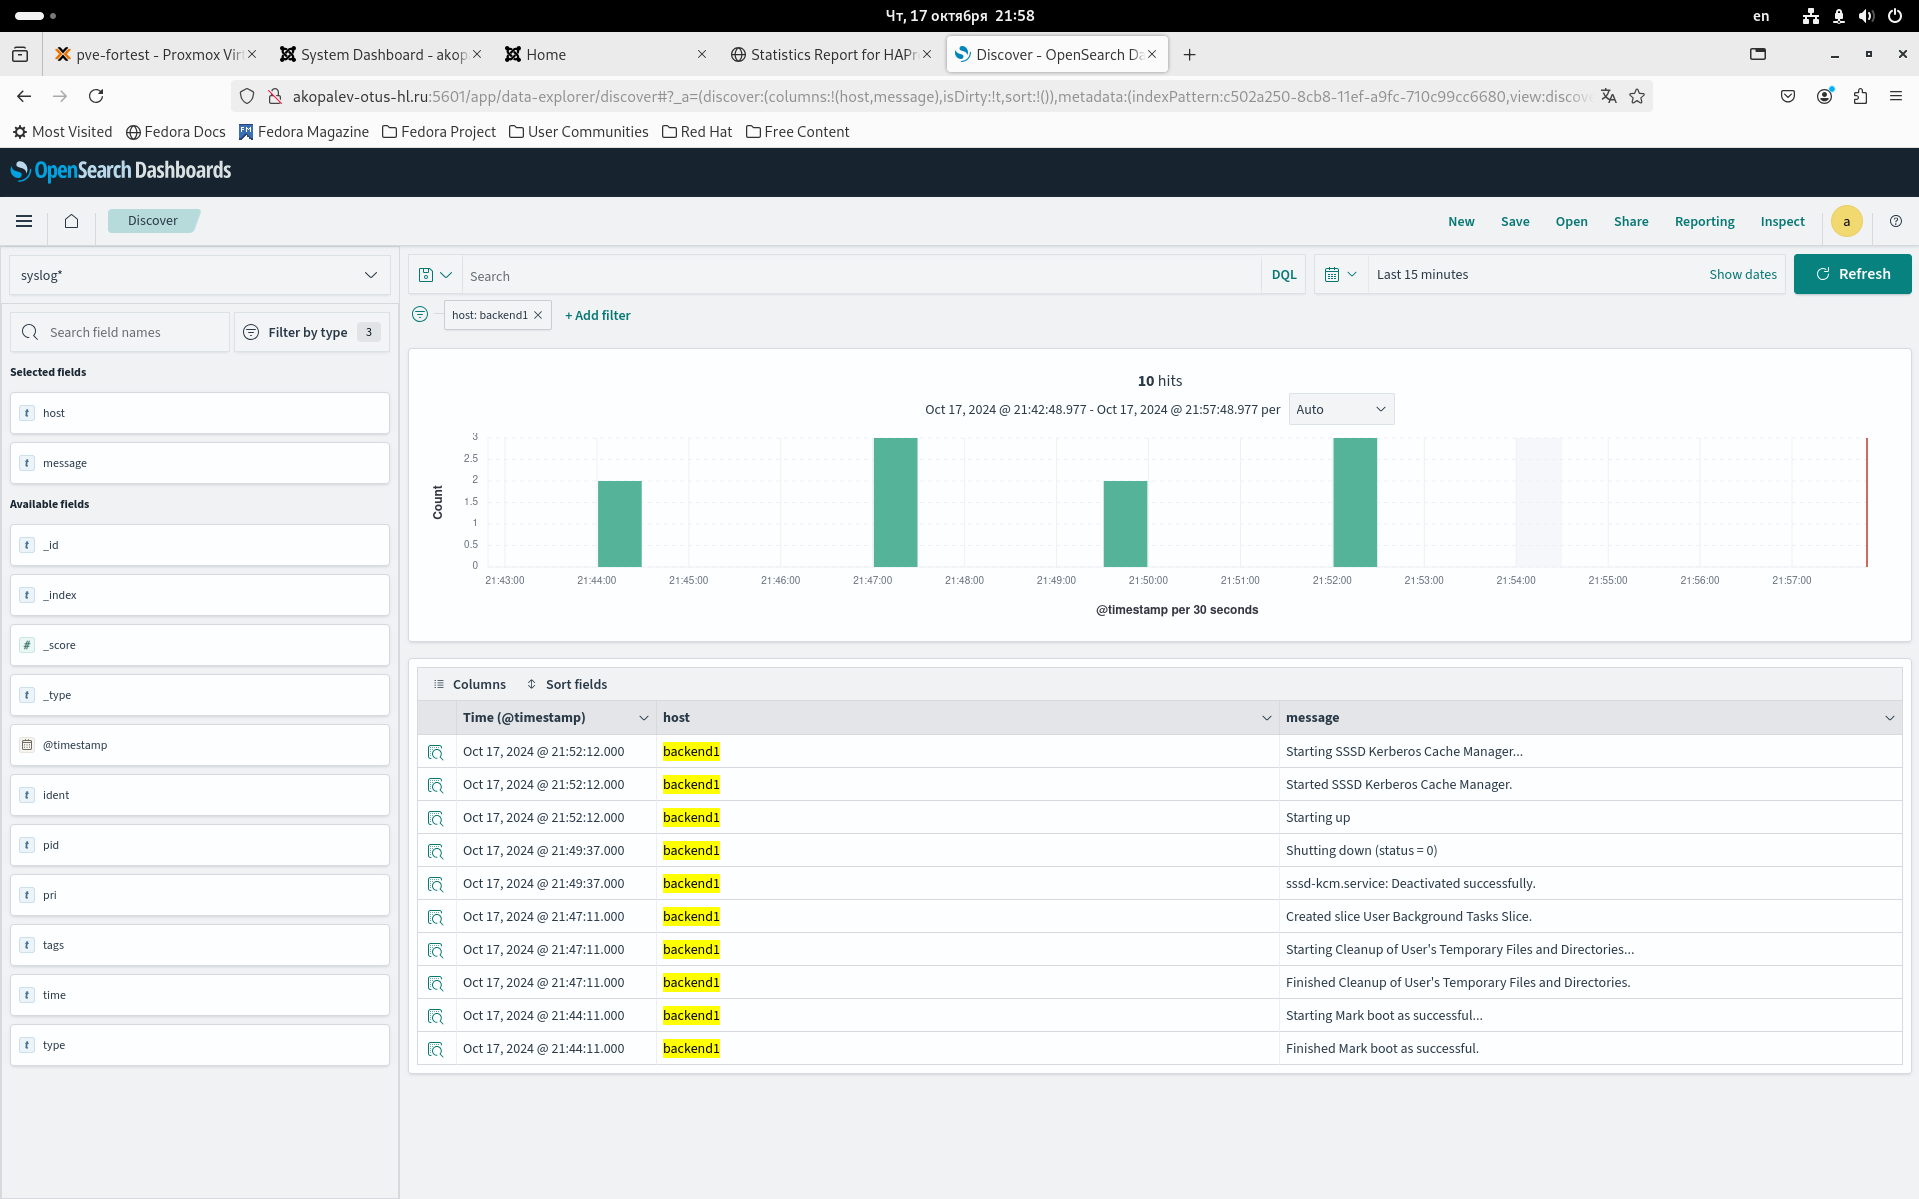 Чт, 17 октября 21:58
en
pve-fortest - Proxmox Vir
System Dashboard - akop
Home
Statistics Report for HAPr
Discover - OpenSearch Da
akopalev-otus-hl.ru:5601/app/data-explorer/discover#?_a=(discover:(columns:!(host,message),isDirty:!t,sort:!()),metadata:(indexPattern:c502a250-8cb8-11ef-a9fc-710c99cc6680,view:discov
Most Visited
Fedora Docs
Fedora Magazine
Fedora Project
User Communities
Red Hat
Free Content
OpenSearch Dashboards
Discover
New
Save
Open
Share
Reporting
Inspect
a
syslog*
Search
DQL
Last 15 minutes
Show dates
Refresh
host: backend1
+ Add filter
Search field names
Filter by type 3
Selected fields
host
message
Available fields
_id
_index
_score
_type
@timestamp
ident
pid
pri
tags
time
type
10 hits
Oct 17, 2024 @ 21:42:48.977 - Oct 17, 2024 @ 21:57:48.977 per Auto
Count
3
2.5
2
1.5
1
0.5
0
21:43:00 21:44:00 21:45:00 21:46:00 21:47:00 21:48:00 21:49:00 21:50:00 21:51:00 21:52:00 21:53:00 21:54:00 21:55:00 21:56:00 21:57:00
@timestamp per 30 seconds
Columns Sort fields
Time (@timestamp) host message
Oct 17, 2024 @ 21:52:12.000 backend1 Starting SSSD Kerberos Cache Manager...
Oct 17, 2024 @ 21:52:12.000 backend1 Started SSSD Kerberos Cache Manager.
Oct 17, 2024 @ 21:52:12.000 backend1 Starting up
Oct 17, 2024 @ 21:49:37.000 backend1 Shutting down (status = 0)
Oct 17, 2024 @ 21:49:37.000 backend1 sssd-kcm.service: Deactivated successfully.
Oct 17, 2024 @ 21:47:11.000 backend1 Created slice User Background Tasks Slice.
Oct 17, 2024 @ 21:47:11.000 backend1 Starting Cleanup of User's Temporary Files and Directories...
Oct 17, 2024 @ 21:47:11.000 backend1 Finished Cleanup of User's Temporary Files and Directories.
Oct 17, 2024 @ 21:44:11.000 backend1 Starting Mark boot as successful...
Oct 17, 2024 @ 21:44:11.000 backend1 Finished Mark boot as successful.